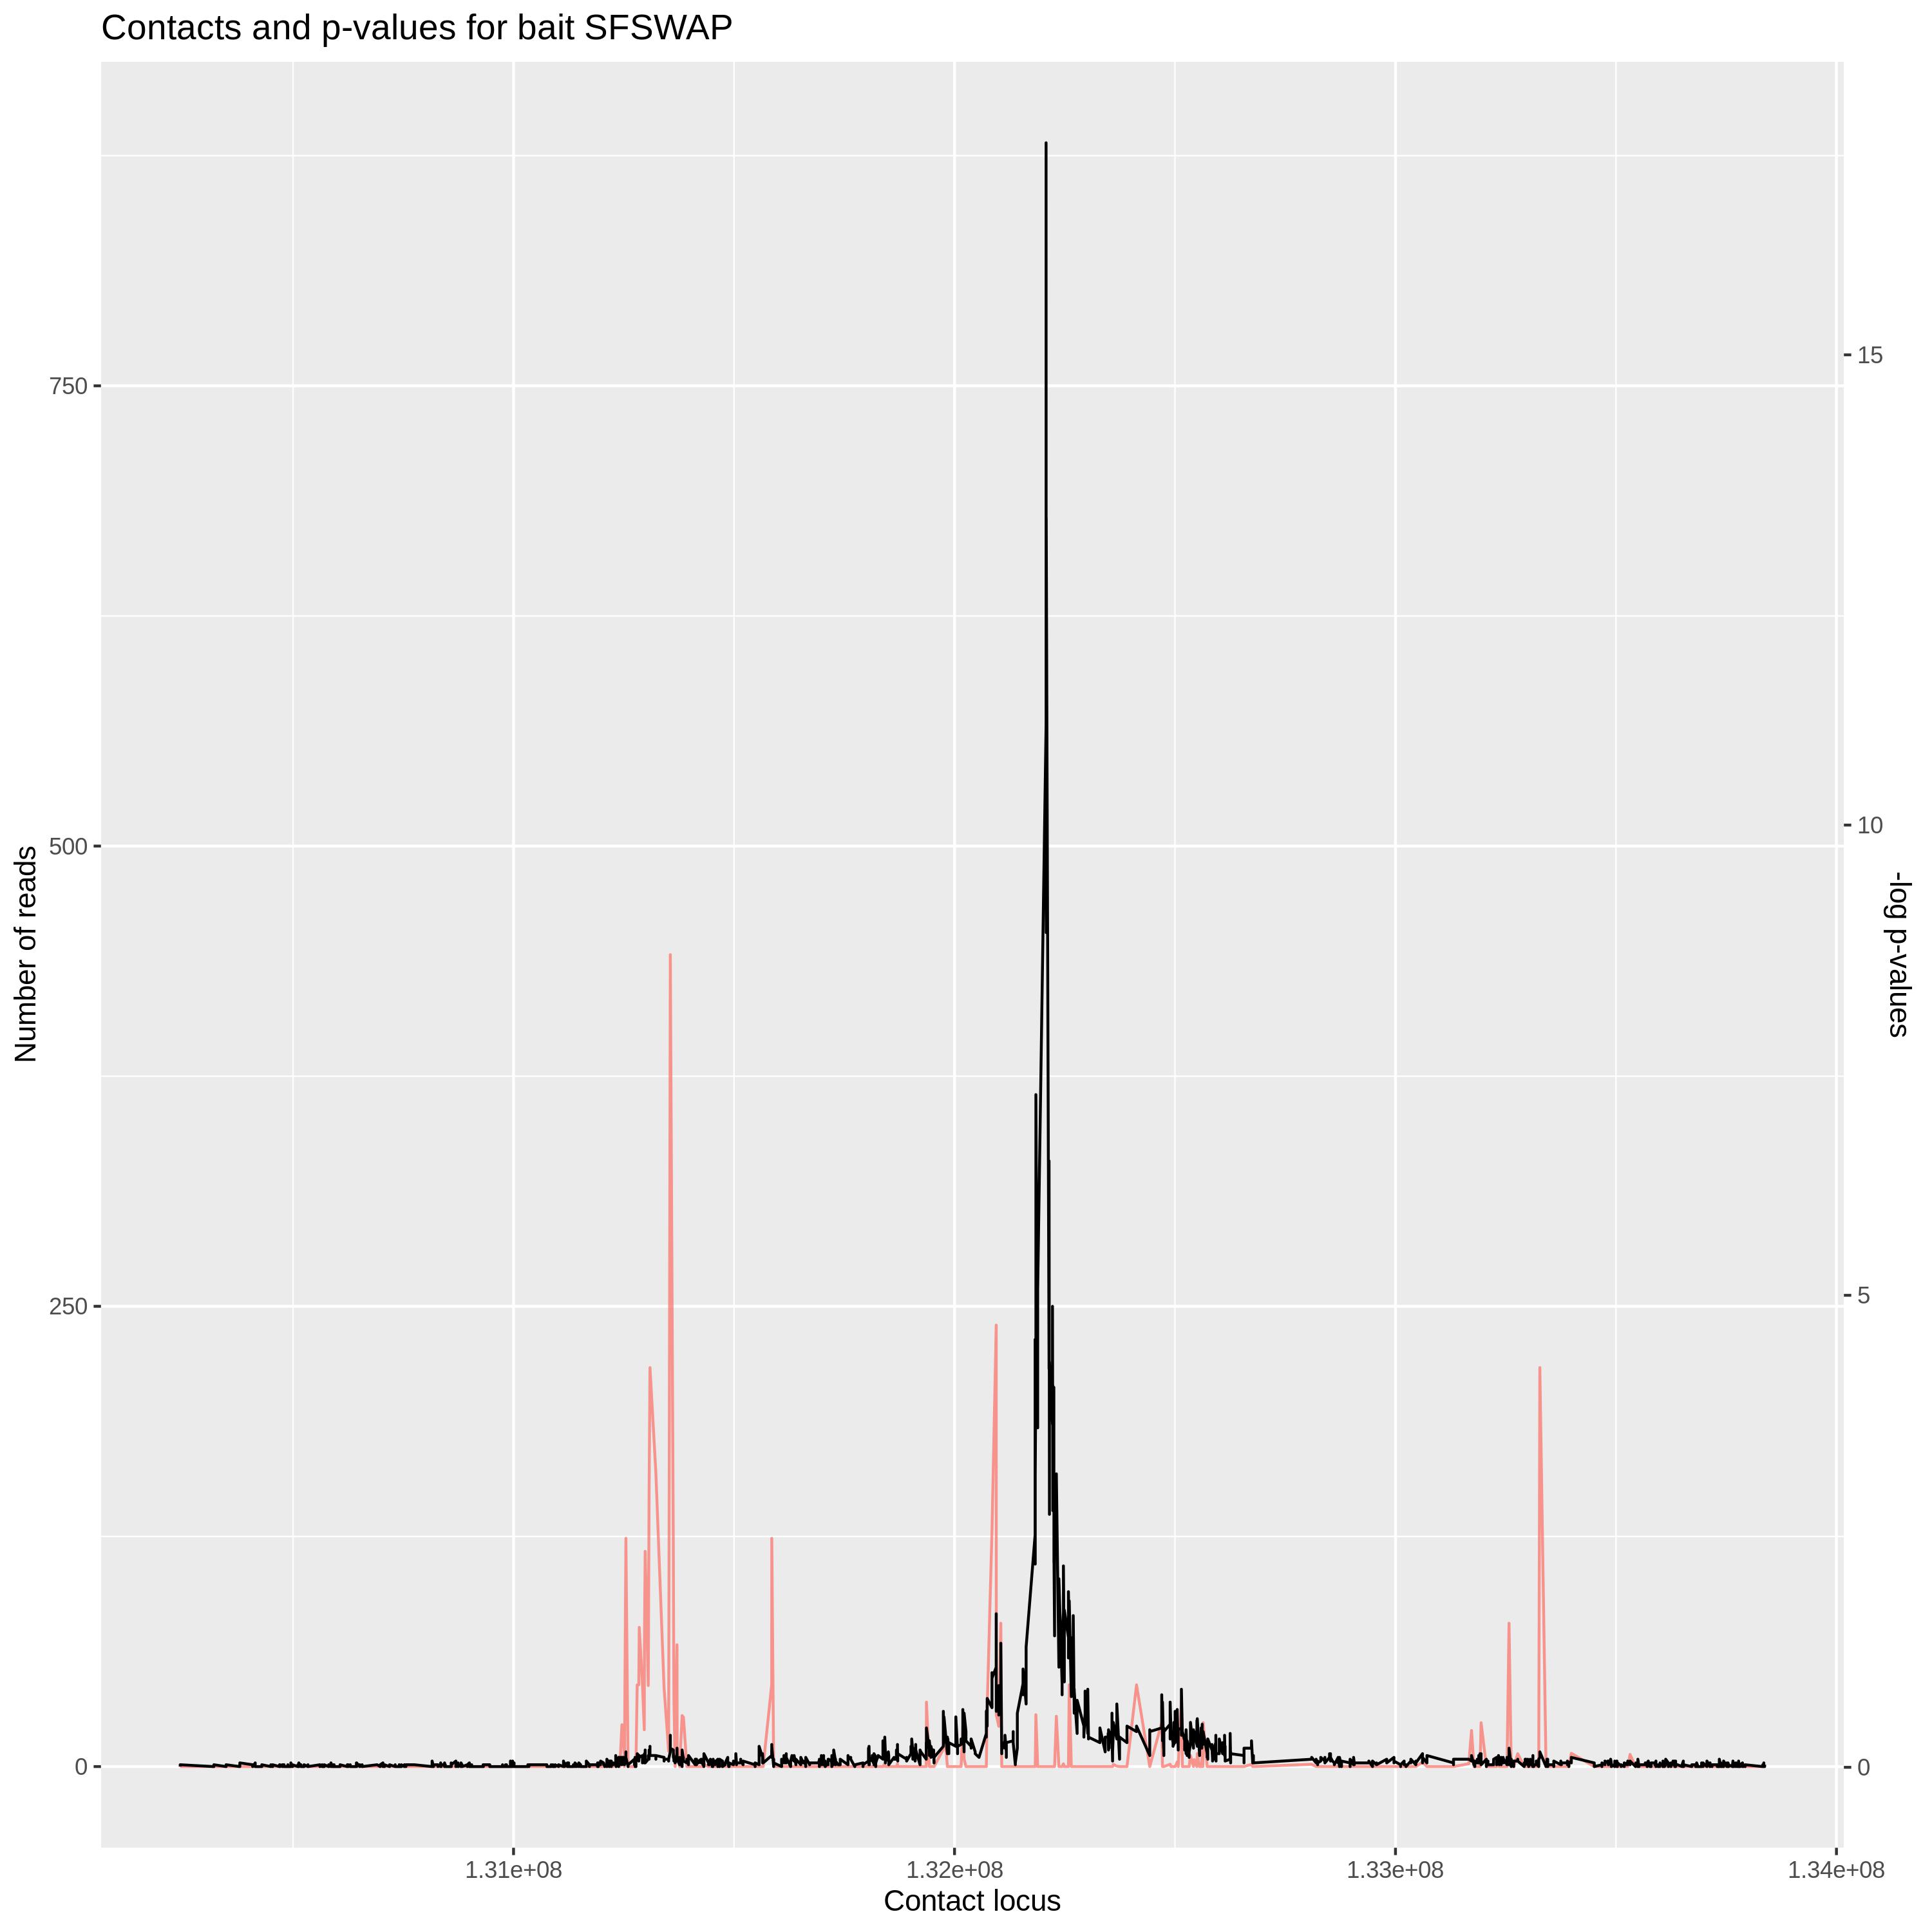 Contacts and p-values for bait SFSWAP
750
500
250
0
Number of reads
15
10
5
0
-log p-values
1.31e+08
1.32e+08
1.33e+08
1.34e+08
Contact locus